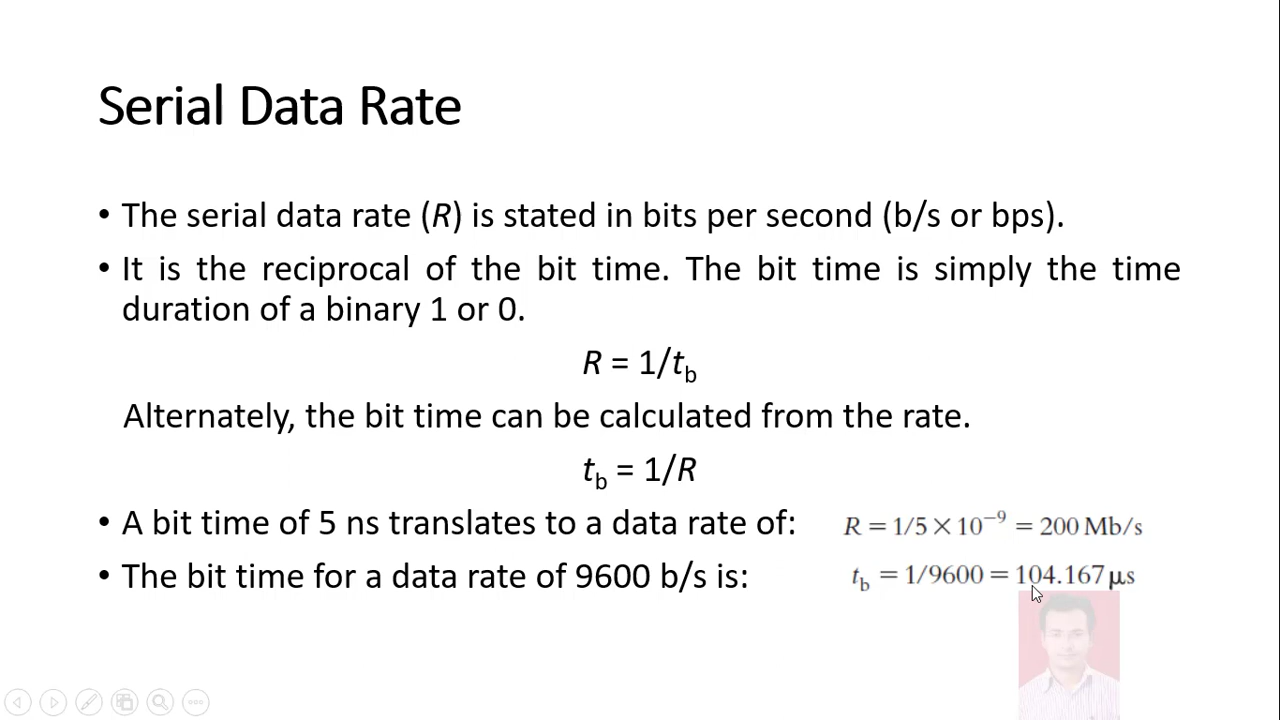 Serial Data Rate
• The serial data rate (R) is stated in bits per second (b/s or bps).
• It is the reciprocal of the bit time. The bit time is simply the time
duration of a binary 1 or 0.
R = 1/tb
Alternately, the bit time can be calculated from the rate.
tb = 1/R
• A bit time of 5 ns translates to a data rate of: R = 1/5 × 10⁻⁹ = 200 Mb/s
• The bit time for a data rate of 9600 b/s is: tb = 1/9600 = 104.167 μs